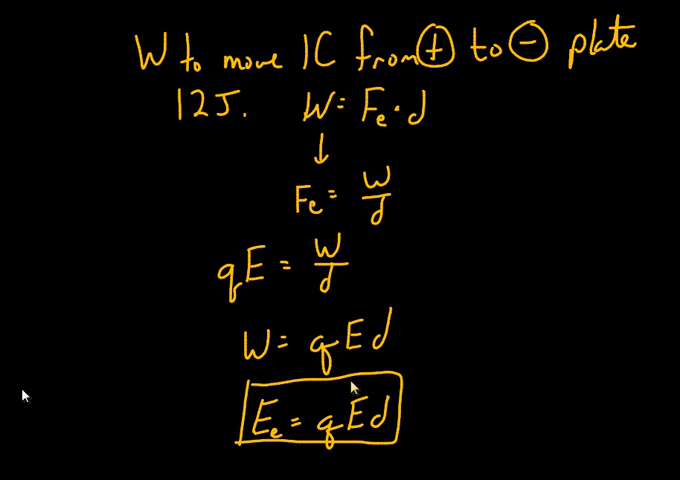 W to move 1C from ⊕ to ⊖ plate
12J. W = Fe · d
↓
Fe = W/d
qE = W/d
W = qEd
Ee = qEd